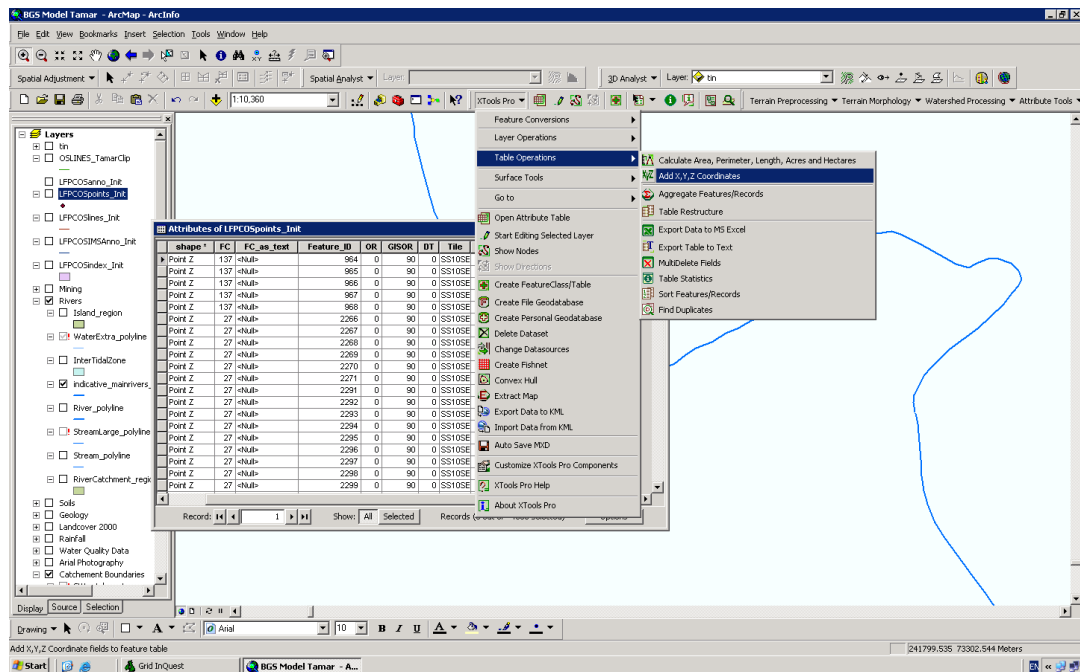 BGS Model Tamar - ArcMap - ArcInfo
File Edit View Bookmarks Insert Selection Tools Window Help
Spatial Adjustment Spatial Analyst Layer: 3D Analyst Layer: tin
1:10,360 XTools Pro Terrain Preprocessing Terrain Morphology Watershed Processing Attribute Tools
Layers
tin
OSLINES_TamarClip
LFPCOSanno_Init
LFPCOSpoints_Init
LFPCOSlines_Init
LFPCOSIMSAnno_Init
LFPCOSindex_Init
Mining
Rivers
Island_region
WaterExtra_polyline
InterTidalZone
indicative_mainrivers_
River_polyline
StreamLarge_polyline
Stream_polyline
RiverCatchment_regi
Soils
Geology
Landcover 2000
Rainfall
Water Quality Data
Arial Photography
Catchement Boundaries
Display Source Selection
Attributes of LFPCOSpoints_Init
shape * FC FC_as_text Feature_ID OR GISOR DT Tile
Point Z 137 <Null> 964 0 90 0 SS10SE
Point Z 137 <Null> 965 0 90 0 SS10SE
Point Z 137 <Null> 966 0 90 0 SS10SE
Point Z 137 <Null> 967 0 90 0 SS10SE
Point Z 137 <Null> 968 0 90 0 SS10SE
Point Z 27 <Null> 2266 0 90 0 SS10SE
Point Z 27 <Null> 2267 0 90 0 SS10SE
Point Z 27 <Null> 2268 0 90 0 SS10SE
Point Z 27 <Null> 2269 0 90 0 SS10SE
Point Z 27 <Null> 2270 0 90 0 SS10SE
Point Z 27 <Null> 2271 0 90 0 SS10SE
Point Z 27 <Null> 2291 0 90 0 SS10SE
Point Z 27 <Null> 2292 0 90 0 SS10SE
Point Z 27 <Null> 2293 0 90 0 SS10SE
Point Z 27 <Null> 2294 0 90 0 SS10SE
Point Z 27 <Null> 2295 0 90 0 SS10SE
Point Z 27 <Null> 2296 0 90 0 SS10SE
Point Z 27 <Null> 2297 0 90 0 SS10SE
Point Z 27 <Null> 2298 0 90 0 SS10SE
Point Z 27 <Null> 2299 0 90 0 SS10SE
Record: 1 Show: All Selected Records
Feature Conversions
Layer Operations
Table Operations
Surface Tools
Go to
Open Attribute Table
Start Editing Selected Layer
Show Nodes
Show Directions
Create FeatureClass/Table
Create File Geodatabase
Create Personal Geodatabase
Delete Dataset
Change Datasources
Create Fishnet
Convex Hull
Extract Map
Export Data to KML
Import Data from KML
Auto Save MXD
Customize XTools Pro Components
XTools Pro Help
About XTools Pro
Calculate Area, Perimeter, Length, Acres and Hectares
Add X,Y,Z Coordinates
Aggregate Features/Records
Table Restructure
Export Data to MS Excel
Export Table to Text
MultiDelete Fields
Table Statistics
Sort Features/Records
Find Duplicates
Drawing A Arial 10 B I U A
Add X,Y,Z Coordinate fields to feature table 241799.535 73302.544 Meters
Start Grid InQuest BGS Model Tamar - A... EN